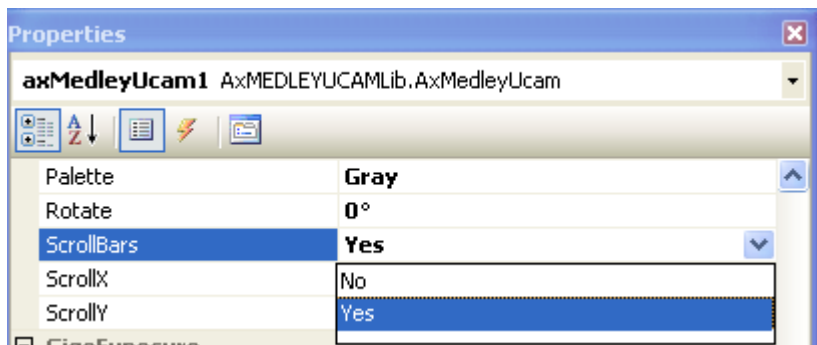 Properties
axMedleyUcam1 AxMEDLEYUCAMLib.AxMedleyUcam
Palette Gray
Rotate 0°
ScrollBars Yes
ScrollX No
ScrollY Yes